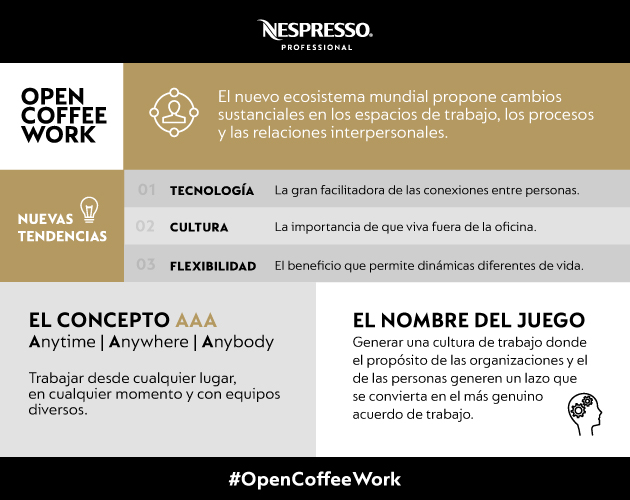 NESPRESSO
PROFESSIONAL
OPEN
COFFEE
WORK
El nuevo ecosistema mundial propone cambios
sustanciales en los espacios de trabajo, los procesos
y las relaciones interpersonales.
NUEVAS
TENDENCIAS
01 TECNOLOGÍA La gran facilitadora de las conexiones entre personas.
02 CULTURA La importancia de que viva fuera de la oficina.
03 FLEXIBILIDAD El beneficio que permite dinámicas diferentes de vida.
EL CONCEPTO AAA
Anytime | Anywhere | Anybody
Trabajar desde cualquier lugar,
en cualquier momento y con equipos
diversos.
EL NOMBRE DEL JUEGO
Generar una cultura de trabajo donde
el propósito de las organizaciones y el
de las personas generen un lazo que
se convierta en el más genuino
acuerdo de trabajo.
#OpenCoffeeWork